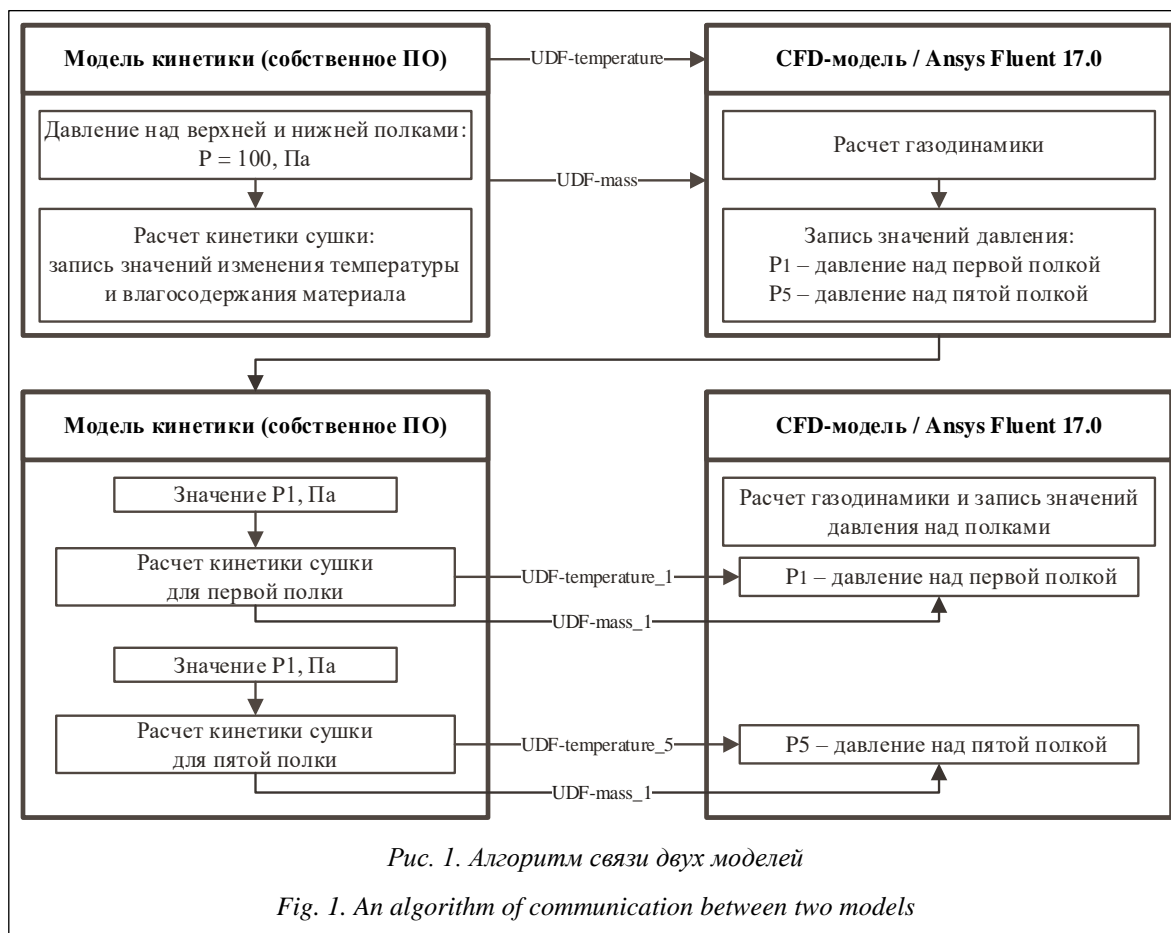 Модель кинетики (собственное ПО)
UDF-temperature
CFD-модель / Ansys Fluent 17.0
Давление над верхней и нижней полками:
P = 100, Па
UDF-mass
Расчет газодинамики
Расчет кинетики сушки:
запись значений изменения температуры
и влагосодержания материала
Запись значений давления:
P1 – давление над первой полкой
P5 – давление над пятой полкой
Модель кинетики (собственное ПО)
CFD-модель / Ansys Fluent 17.0
Значение P1, Па
Расчет газодинамики и запись значений
давления над полками
Расчет кинетики сушки
для первой полки
UDF-temperature_1
P1 – давление над первой полкой
UDF-mass_1
Значение P1, Па
Расчет кинетики сушки
для пятой полки
UDF-temperature_5
P5 – давление над пятой полкой
UDF-mass_1
Рис. 1. Алгоритм связи двух моделей
Fig. 1. An algorithm of communication between two models